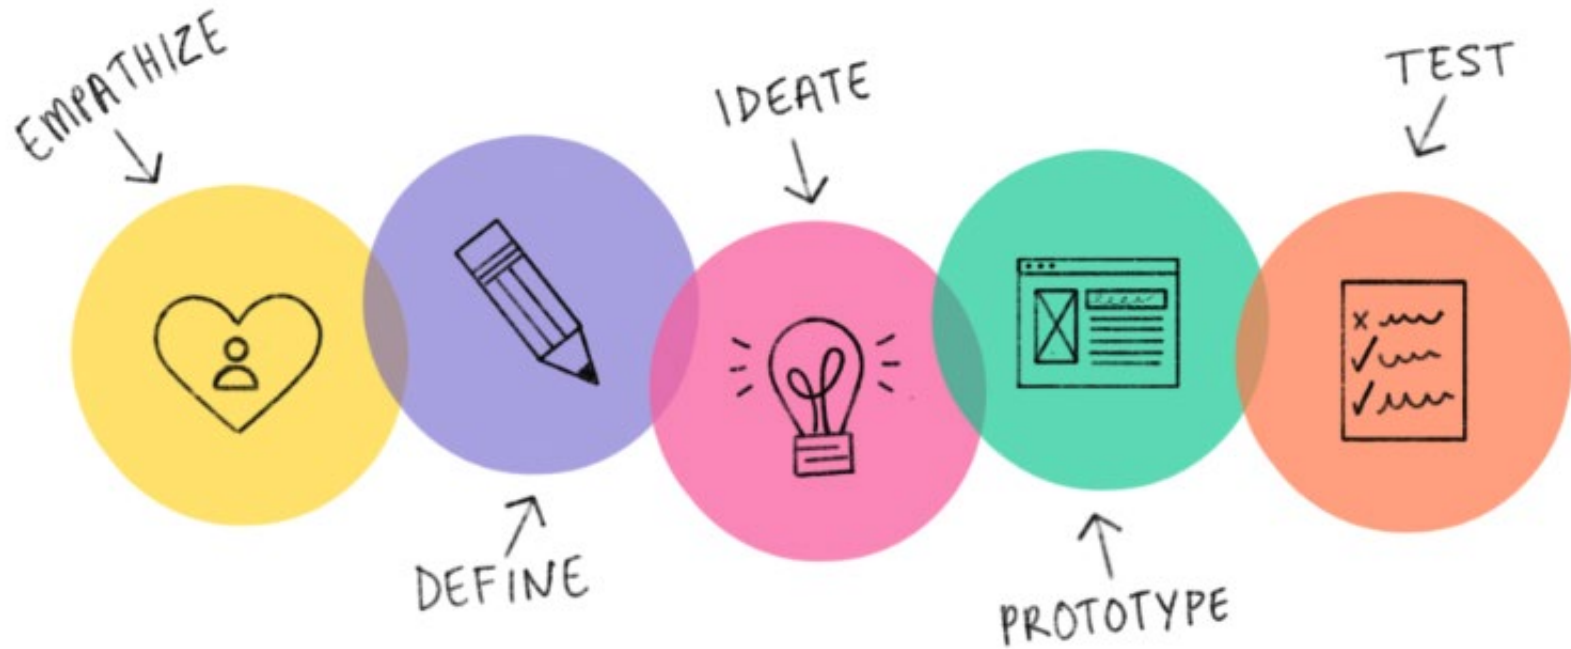 EMPATHIZE
DEFINE
IDEATE
PROTOTYPE
TEST